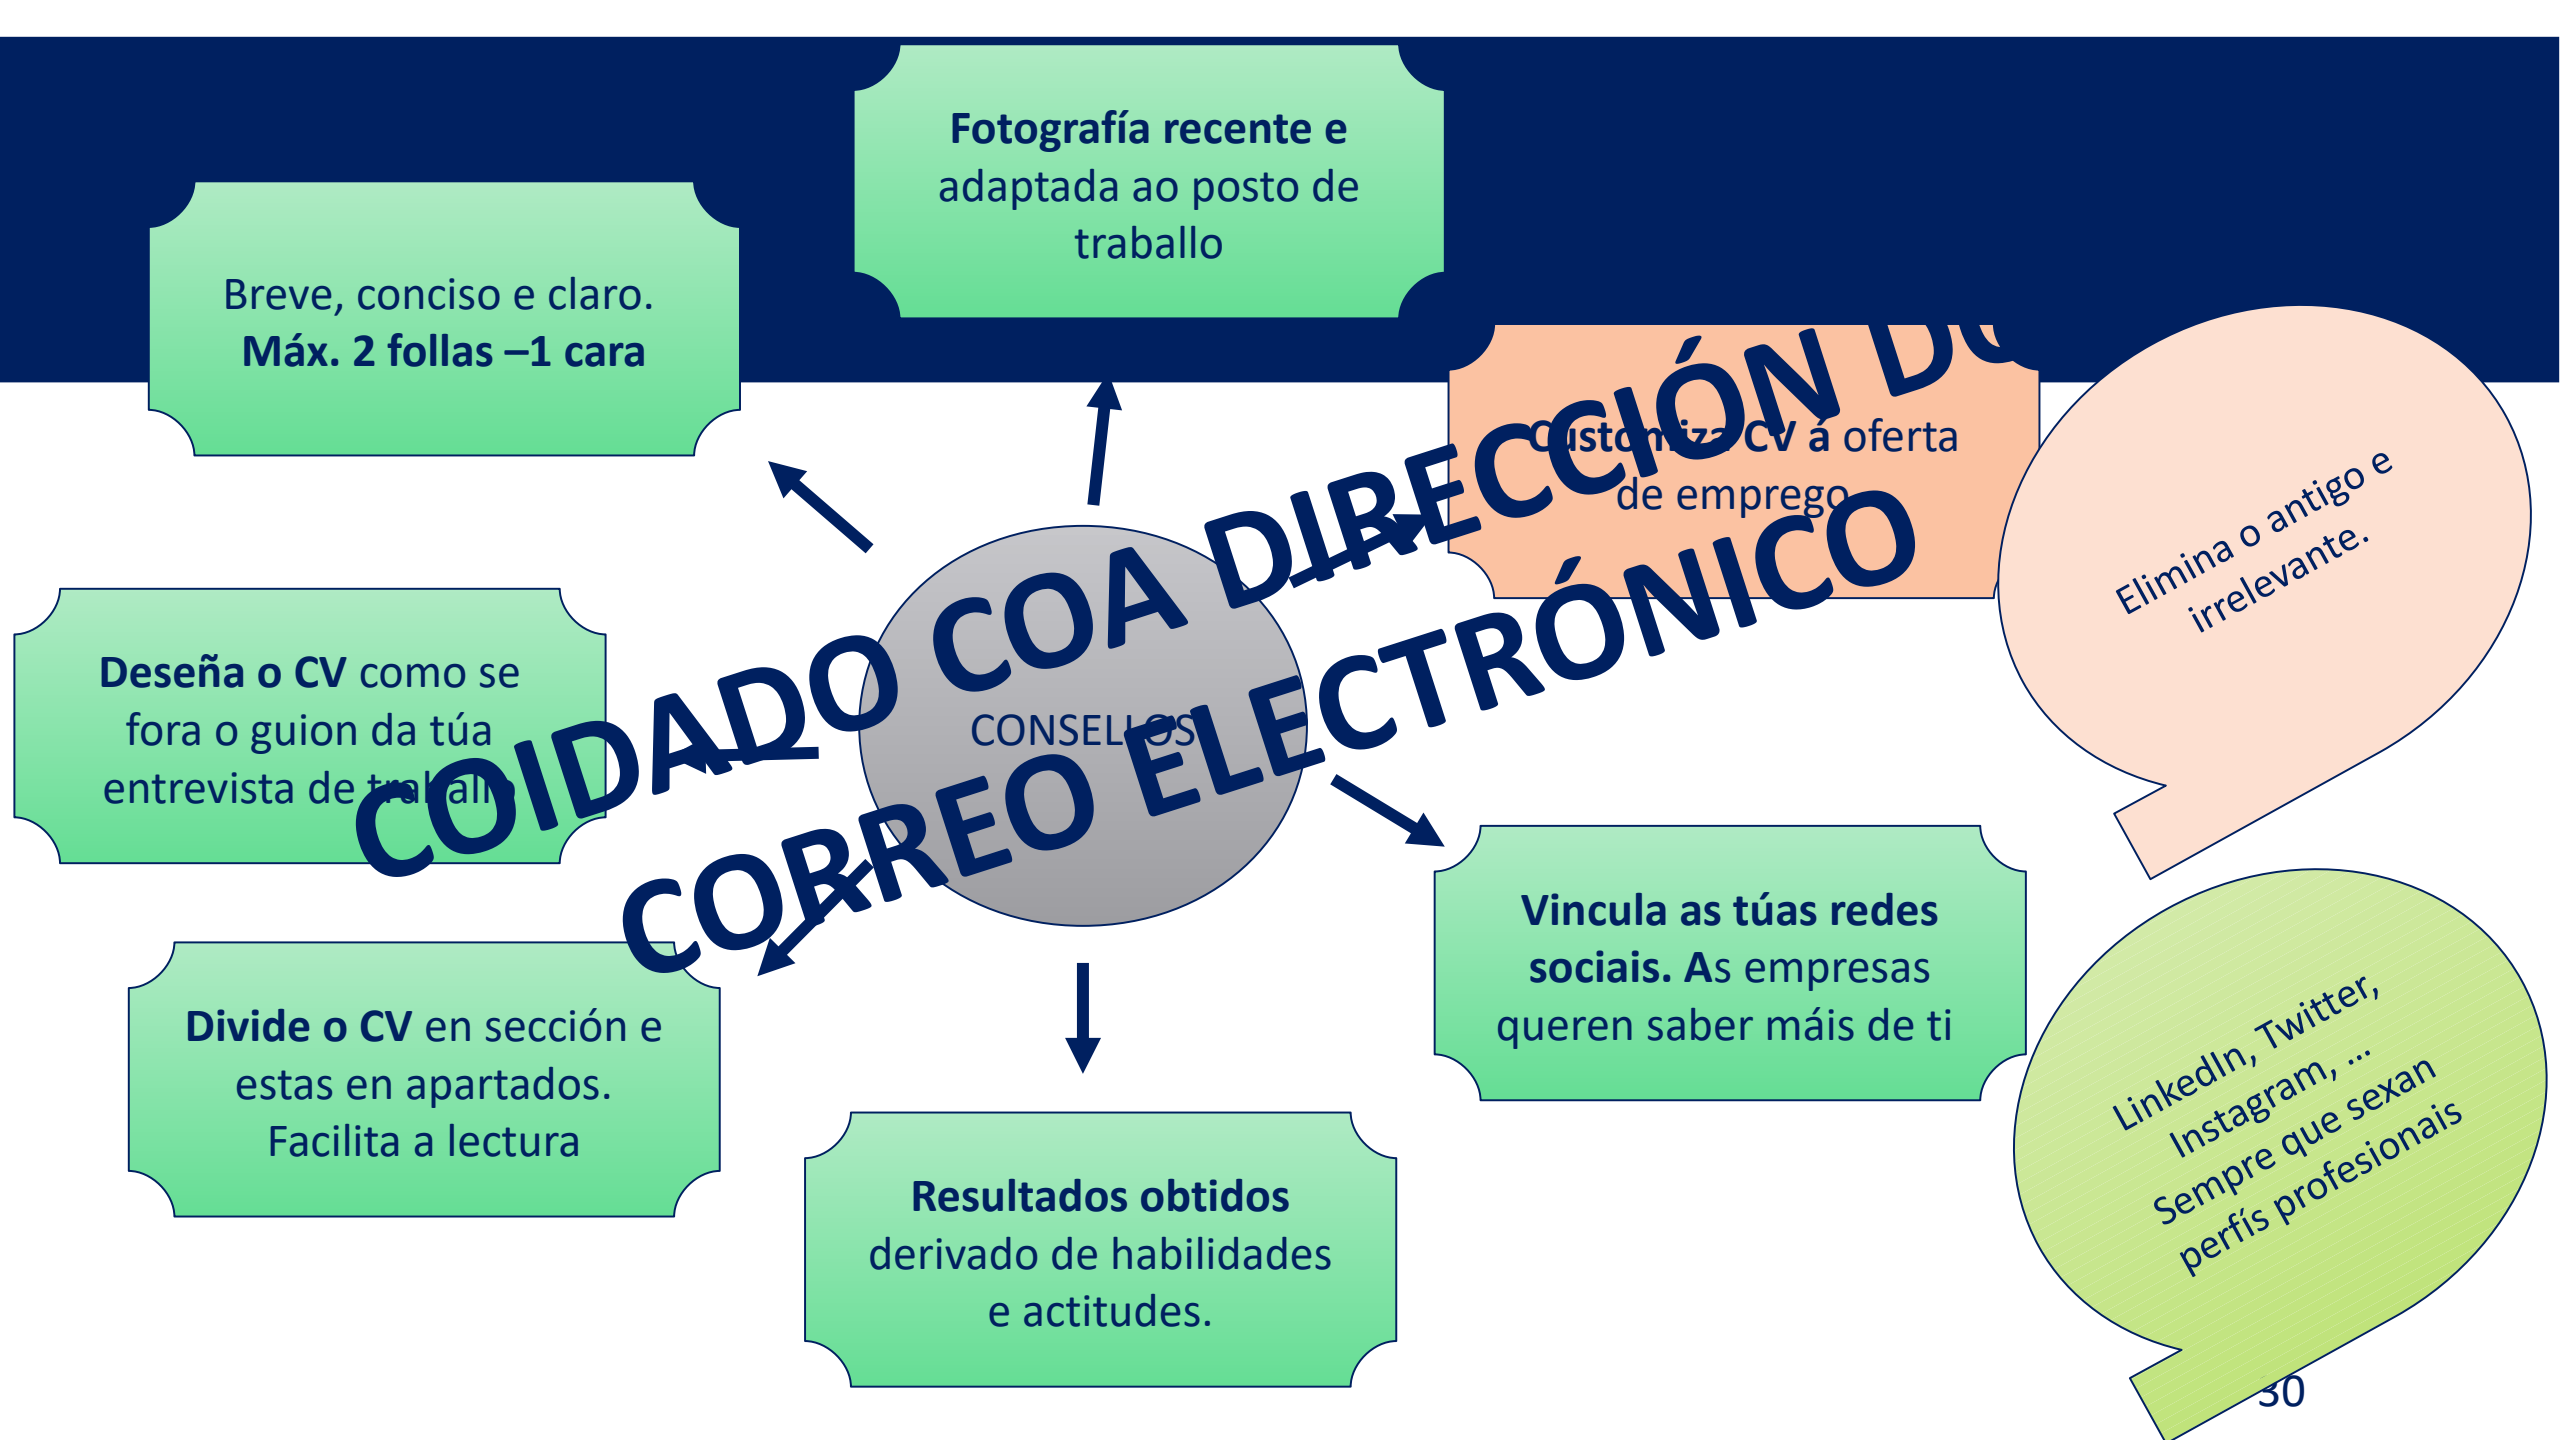 Fotografía recente e
adaptada ao posto de
traballo
Breve, conciso e claro.
Máx. 2 follas –1 cara
Customiza CV á oferta
de emprego
Elimina o antigo e
irrelevante.
COIDADO COA DIRECCIÓN DO
CORREO ELECTRÓNICO
CONSELLOS
Deseña o CV como se
fora o guion da túa
entrevista de traballo
Vincula as túas redes
sociais. As empresas
queren saber máis de ti
LinkedIn, Twitter,
Instagram, ...
Sempre que sexan
perfís profesionais
Divide o CV en sección e
estas en apartados.
Facilita a lectura
Resultados obtidos
derivado de habilidades
e actitudes.
30